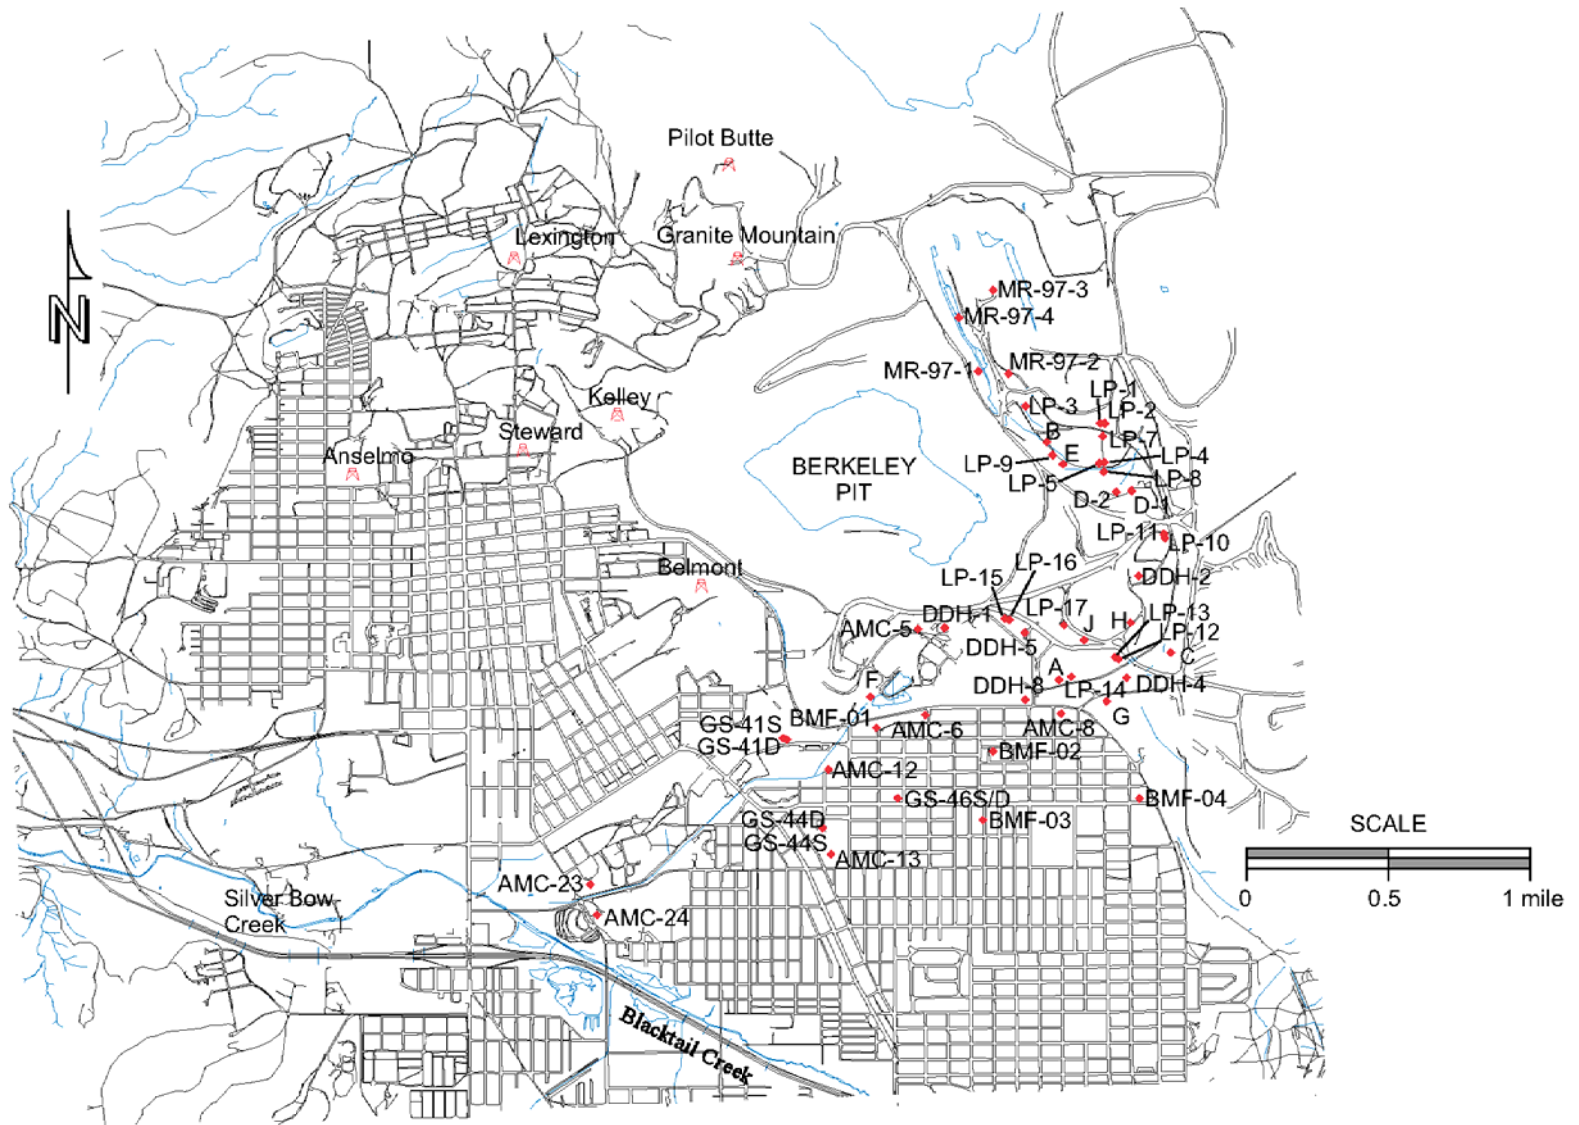 Pilot Butte
Lexington
Granite Mountain
N
MR-97-3
MR-97-4
MR-97-1
MR-97-2
LP-1
Kelley
LP-3
LP-2
Steward
B
LP-7
Anselmo
BERKELEY
PIT
LP-9
E
LP-4
LP-5
LP-8
D-2
D-1
LP-11
LP-10
Belmont
LP-16
LP-15
DDH-2
LP-17
LP-13
AMC-5
DDH-1
J
H
LP-12
DDH-5
C
F
A
DDH-8
LP-14
DDH-4
G
GS-41S
BMF-01
AMC-6
AMC-8
GS-41D
BMF-02
AMC-12
GS-46S/D
BMF-04
GS-44D
BMF-03
SCALE
GS-44S
AMC-13
AMC-23
0
0.5
1 mile
Silver Bow
Creek
AMC-24
Blacktail Creek